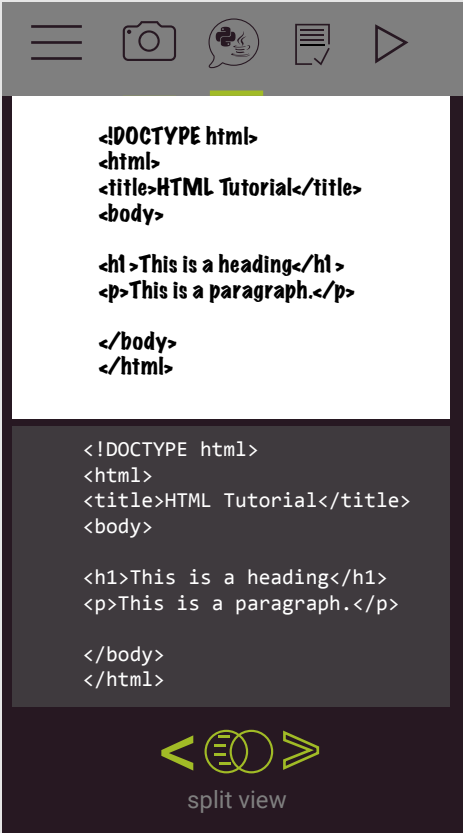 <!DOCTYPE html>
<html>
<title>HTML Tutorial</title>
<body>

<h1 >This is a heading</h1 >
<p>This is a paragraph.</p>

</body>
</html>

<!DOCTYPE html>
<html>
<title>HTML Tutorial</title>
<body>

<h1>This is a heading</h1>
<p>This is a paragraph.</p>

</body>
</html>

split view